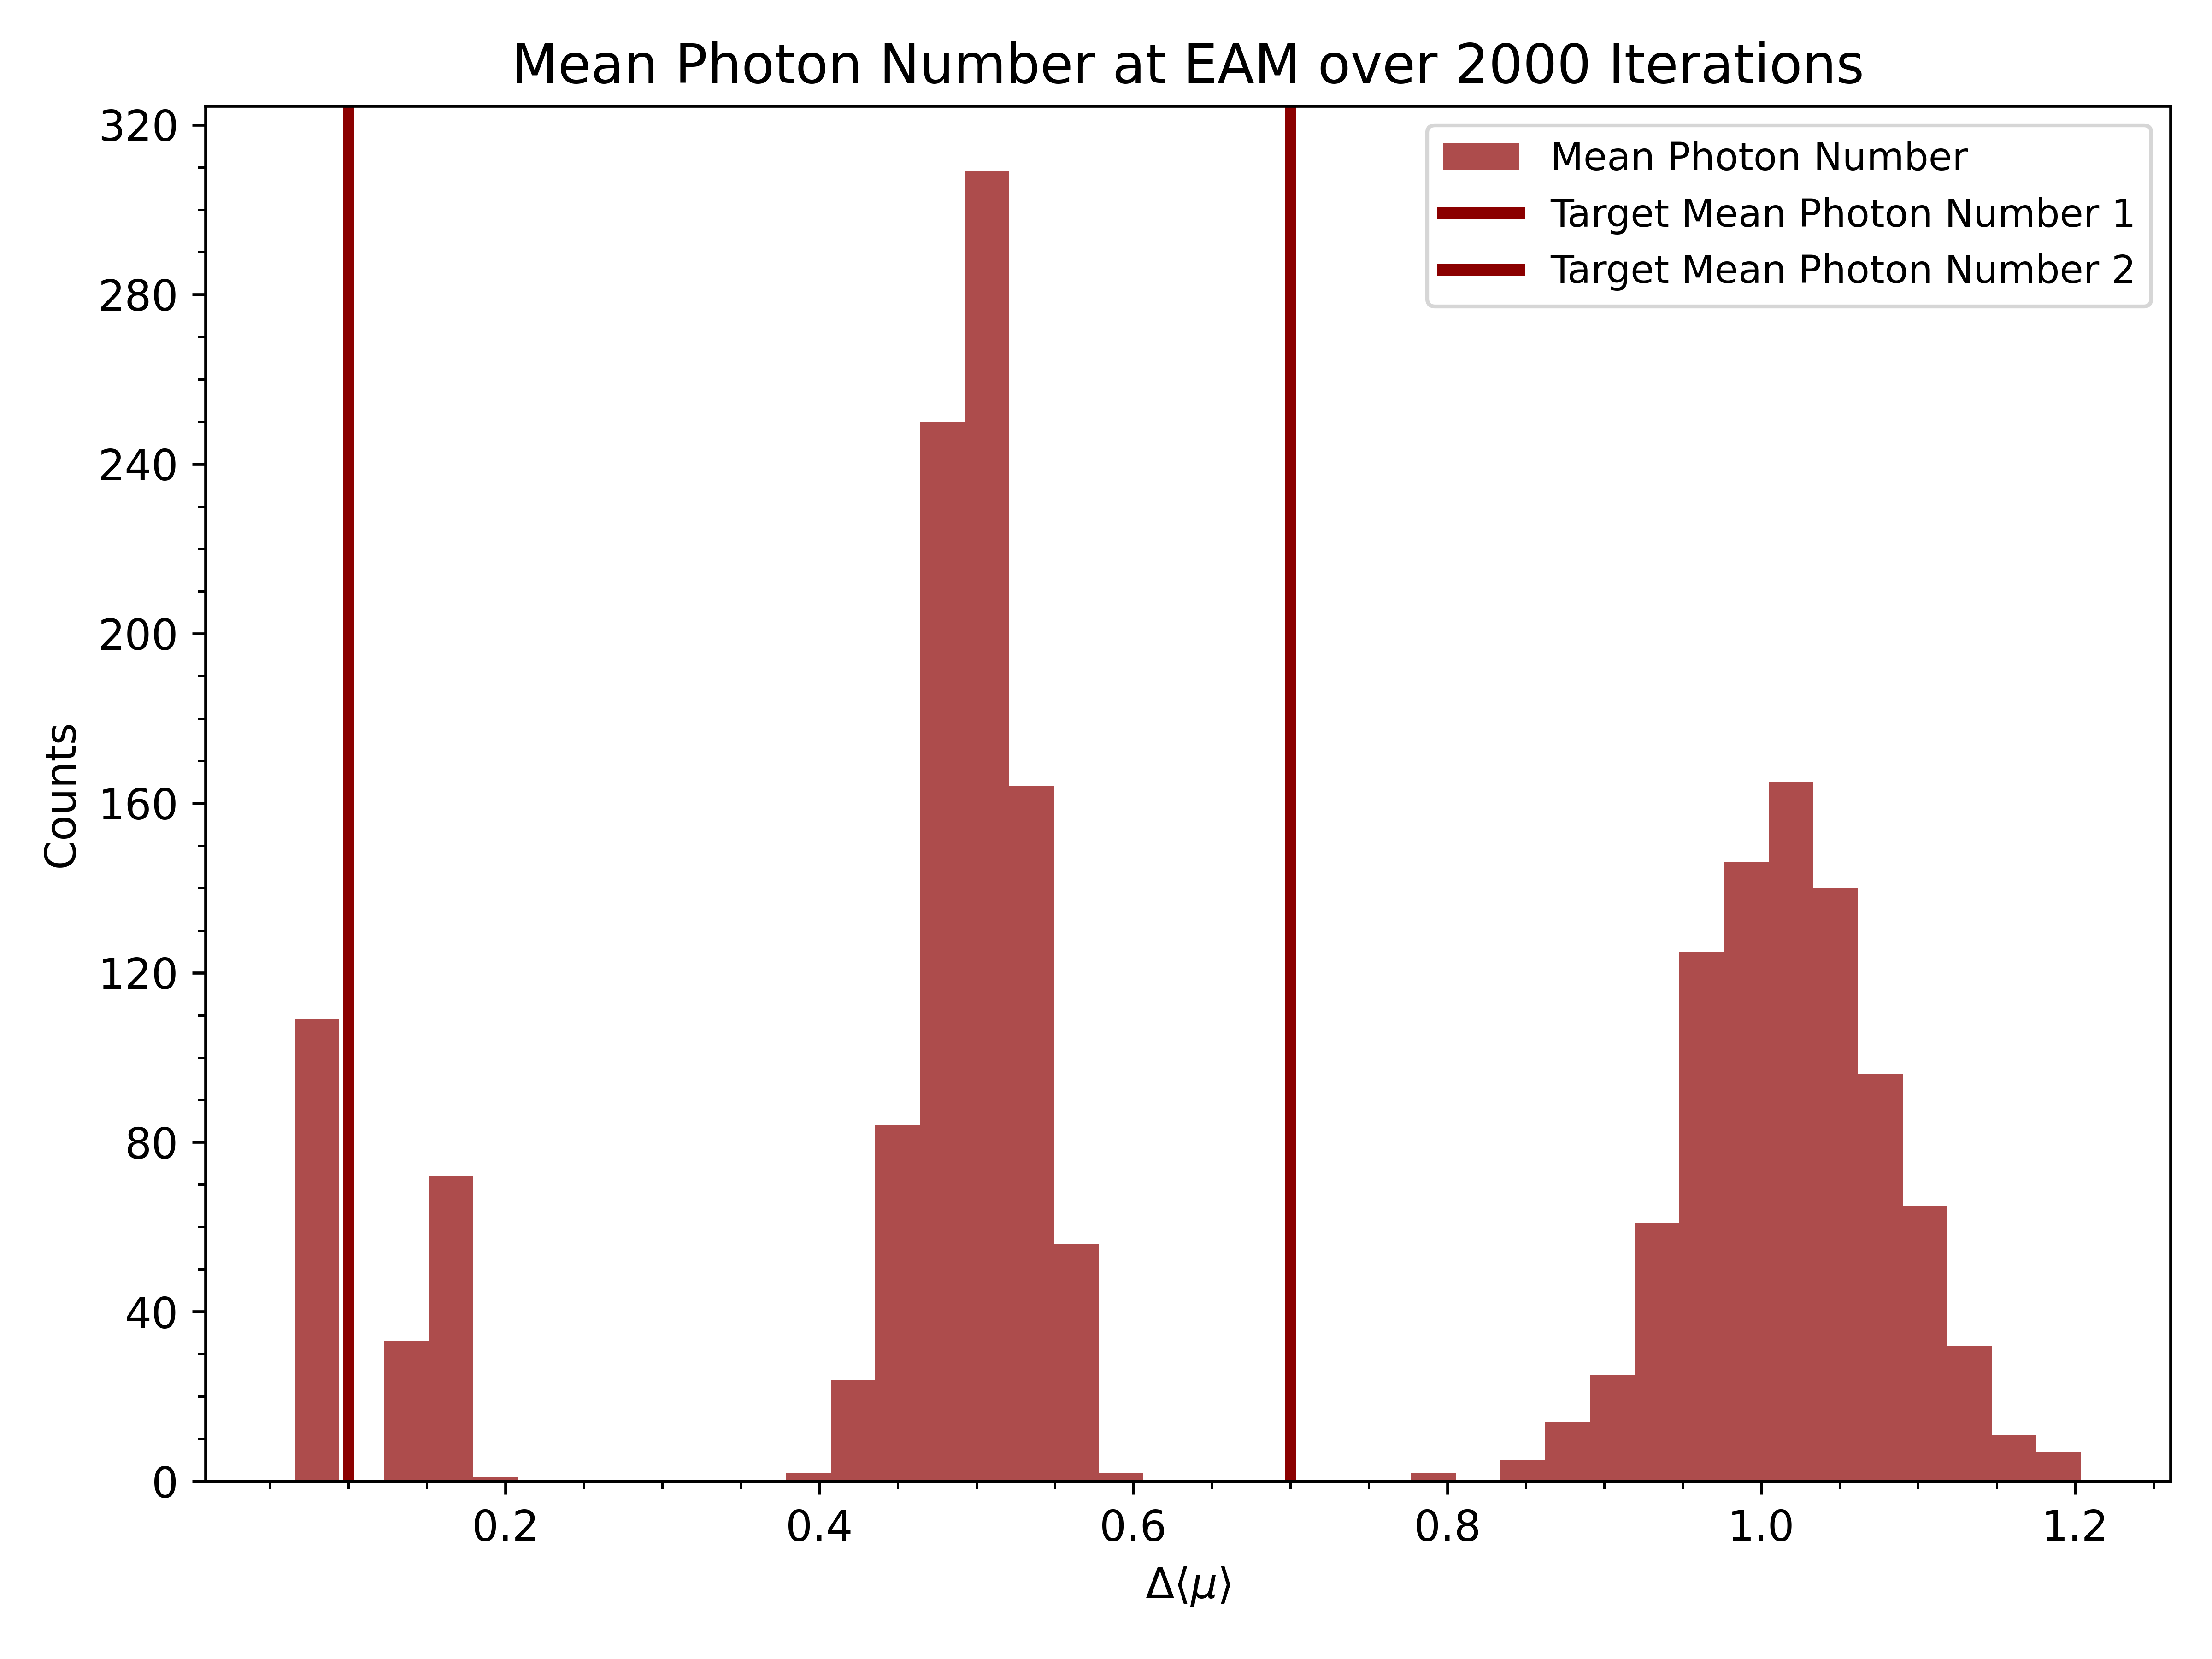 Mean Photon Number at EAM over 2000 Iterations
Mean Photon Number
Target Mean Photon Number 1
Target Mean Photon Number 2
Counts
320
280
240
200
160
120
80
40
0
0.2 0.4 0.6 0.8 1.0 1.2
Δ⟨μ⟩